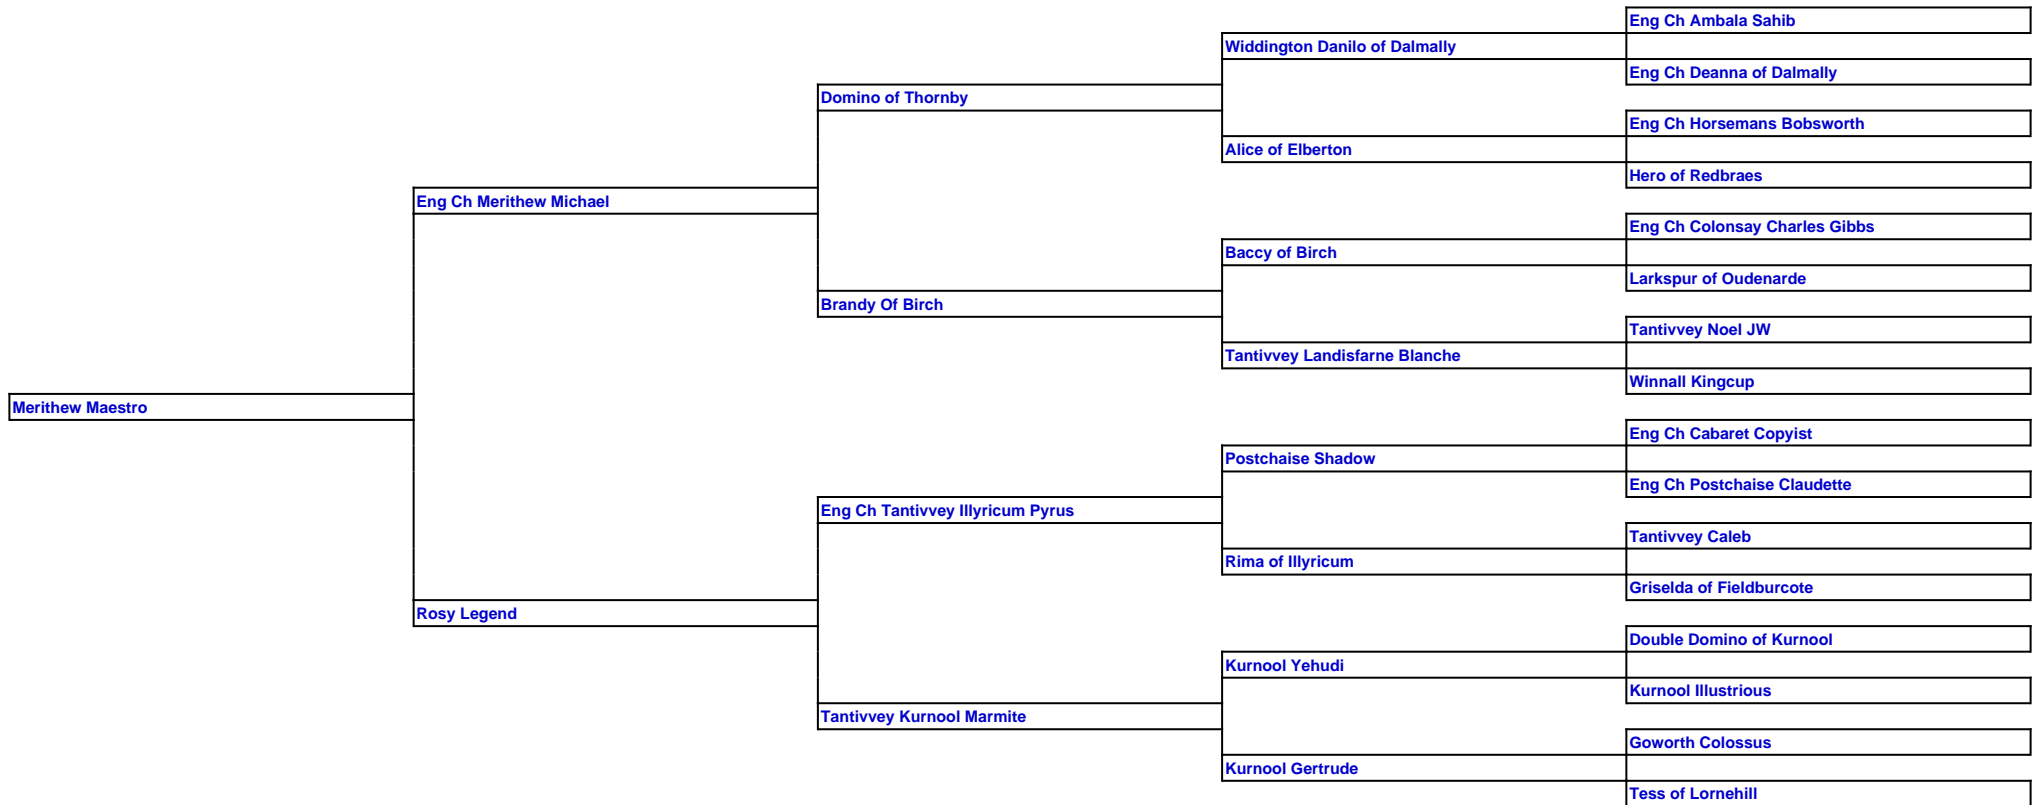 Eng Ch Ambala Sahib
Widdington Danilo of Dalmally
Eng Ch Deanna of Dalmally
Domino of Thornby
Eng Ch Horsemans Bobsworth
Alice of Elberton
Hero of Redbraes
Eng Ch Merithew Michael
Eng Ch Colonsay Charles Gibbs
Baccy of Birch
Larkspur of Oudenarde
Brandy Of Birch
Tantivvey Noel JW
Tantivvey Landisfarne Blanche
Winnall Kingcup
Merithew Maestro
Eng Ch Cabaret Copyist
Postchaise Shadow
Eng Ch Postchaise Claudette
Eng Ch Tantivvey Illyricum Pyrus
Tantivvey Caleb
Rima of Illyricum
Griselda of Fieldburcote
Rosy Legend
Double Domino of Kurnool
Kurnool Yehudi
Kurnool Illustrious
Tantivvey Kurnool Marmite
Goworth Colossus
Kurnool Gertrude
Tess of Lornehill